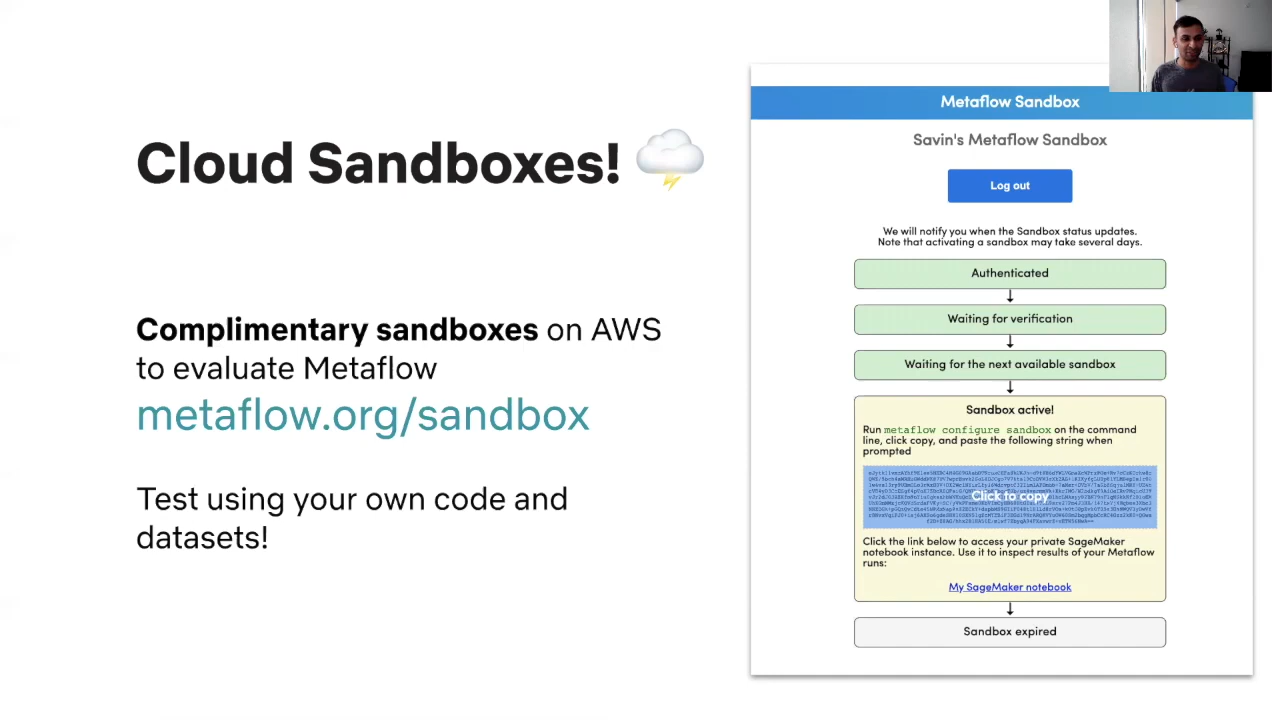 Cloud Sandboxes!
Complimentary sandboxes on AWS
to evaluate Metaflow
metaflow.org/sandbox
Test using your own code and
datasets!
Metaflow Sandbox
Savin's Metaflow Sandbox
Log out
We will notify you when the Sandbox status updates.
Note that activating a sandbox may take several days.
Authenticated
Waiting for verification
Waiting for the next available sandbox
Sandbox active!
Run metaflow configure sandbox on the command
line, click copy, and paste the following string when
prompted
Click to copy
Click the link below to access your private SageMaker
notebook instance. Use it to inspect results of your Metaflow
runs:
My SageMaker notebook
Sandbox expired